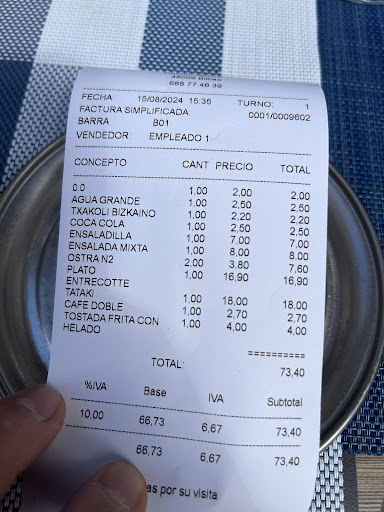 686 77 46 39
FECHA: 15/08/2024 15:35 TURNO: 1
FACTURA SIMPLIFICADA: 0001/0009602
BARRA B01
VENDEDOR: EMPLEADO 1
CONCEPTO CANT PRECIO TOTAL
0.0 1,00 2,00 2,00
AGUA GRANDE 1,00 2,50 2,50
TXAKOLI BIZKAINO 1,00 2,20 2,20
COCA COLA 1,00 2,50 2,50
ENSALADILLA 1,00 7,00 7,00
ENSALADA MIXTA 1,00 8,00 8,00
OSTRA N2 2,00 3,80 7,60
PLATO 1,00 16,90 16,90
ENTRECOTTE
TATAKI 1,00 18,00 18,00
CAFE DOBLE 1,00 2,70 2,70
TOSTADA FRITA CON 1,00 4,00 4,00
HELADO
==========
TOTAL: 73,40
%IVA Base IVA Subtotal
10,00 66,73 6,67 73,40
66,73 6,67 73,40
as por su visita